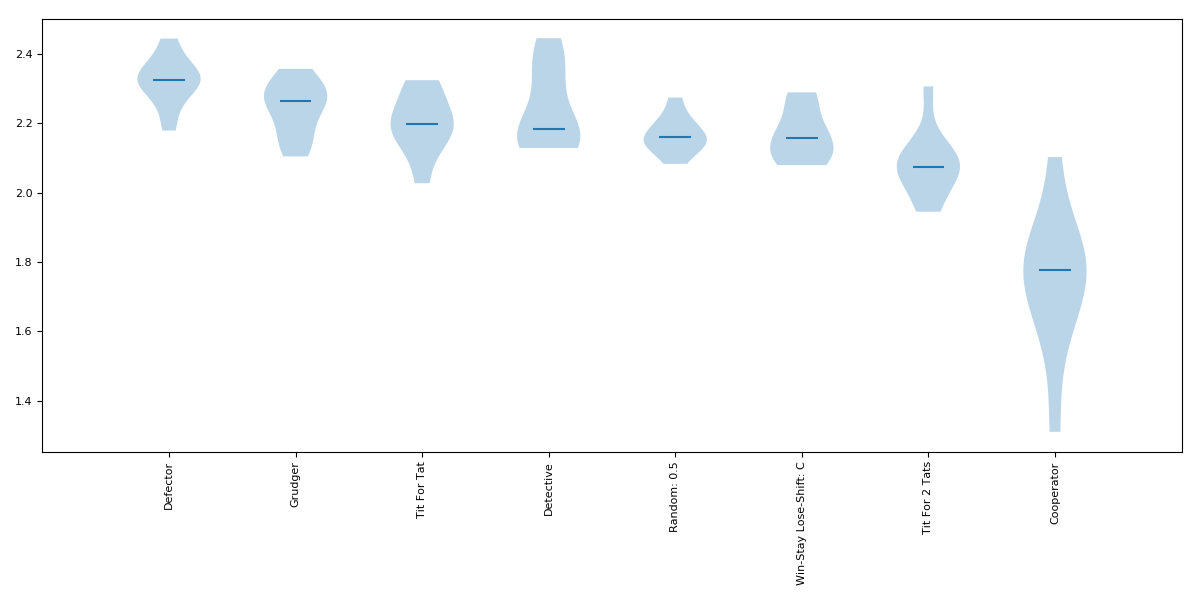 2.4
2.2
2.0
1.8
1.6
1.4
Defector
Grudger
Tit For Tat
Detective
Random: 0.5
Win-Stay Lose-Shift: C
Tit For 2 Tats
Cooperator